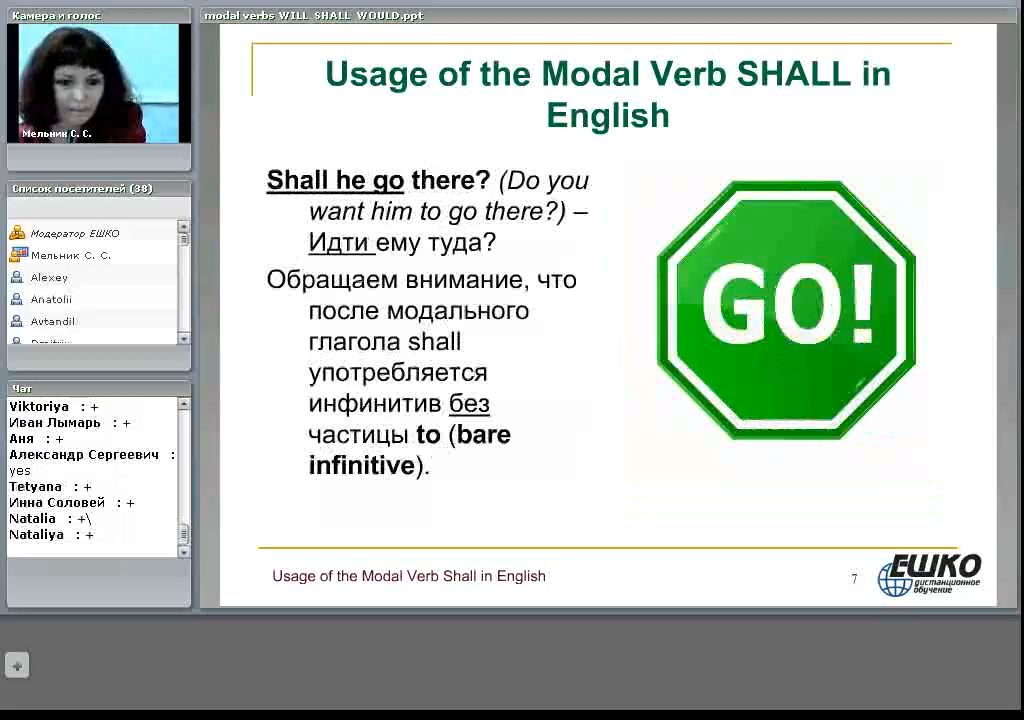 Камера и голос
modal verbs WILL SHALL WOULD.ppt
Мельник С. С.
Список посетителей (38)
Модератор ЕШКО
Мельник С. С.
Alexey
Anatolii
Avtandil
Чат
Viktoriya : +
Иван Лымарь : +
Аня : +
Александр Сергеевич :
yes
Tetyana : +
Инна Соловей : +
Natalia : +\
Nataliya : +
Usage of the Modal Verb SHALL in
English
Shall he go there? (Do you
want him to go there?) –
Идти ему туда?
Обращаем внимание, что
после модального
глагола shall
употребляется
инфинитив без
частицы to (bare
infinitive).
GO!
Usage of the Modal Verb Shall in English
7
ЕШКО
дистанционное
обучение